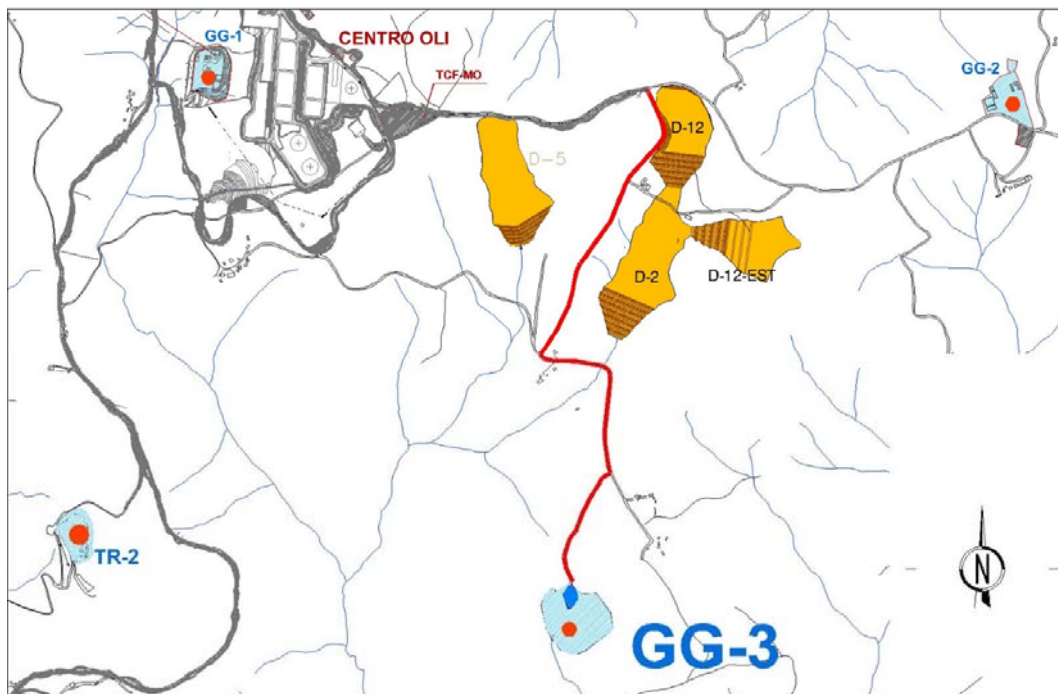 GG-1
CENTRO OLI
TCF-MO
GG-2
D-12
D-5
D-2
D-12-EST
TR-2
N
GG-3